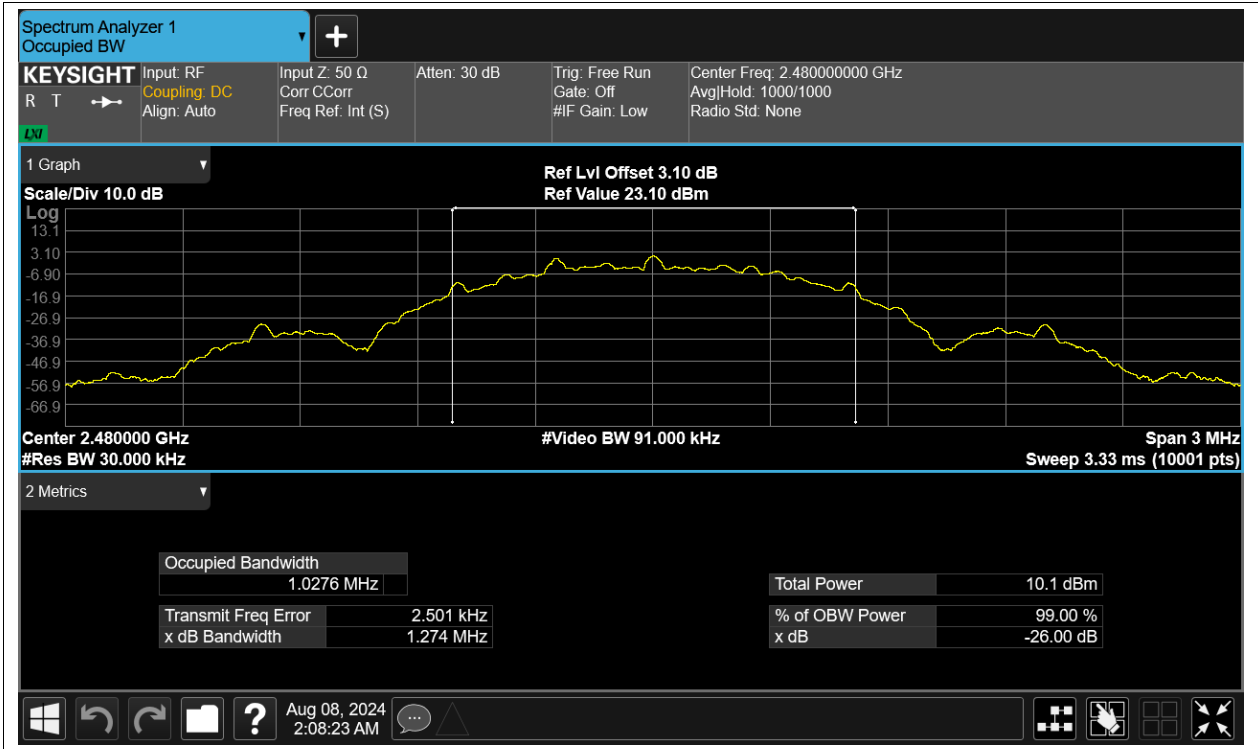 Spectrum Analyzer 1
Occupied BW
KEYSIGHT
R T
LXI
Input: RF
Coupling: DC
Align: Auto
Input Z: 50 Ω
Corr CCorr
Freq Ref: Int (S)
Atten: 30 dB
Trig: Free Run
Gate: Off
#IF Gain: Low
Center Freq: 2.480000000 GHz
Avg|Hold: 1000/1000
Radio Std: None
1 Graph
Scale/Div 10.0 dB
Ref Lvl Offset 3.10 dB
Ref Value 23.10 dBm
Log
13.1
3.10
-6.90
-16.9
-26.9
-36.9
-46.9
-56.9
-66.9
Center 2.480000 GHz
#Res BW 30.000 kHz
#Video BW 91.000 kHz
Span 3 MHz
Sweep 3.33 ms (10001 pts)
2 Metrics
Occupied Bandwidth
1.0276 MHz
Transmit Freq Error 2.501 kHz
x dB Bandwidth 1.274 MHz
Total Power 10.1 dBm
% of OBW Power 99.00 %
x dB -26.00 dB
?
Aug 08, 2024
2:08:23 AM